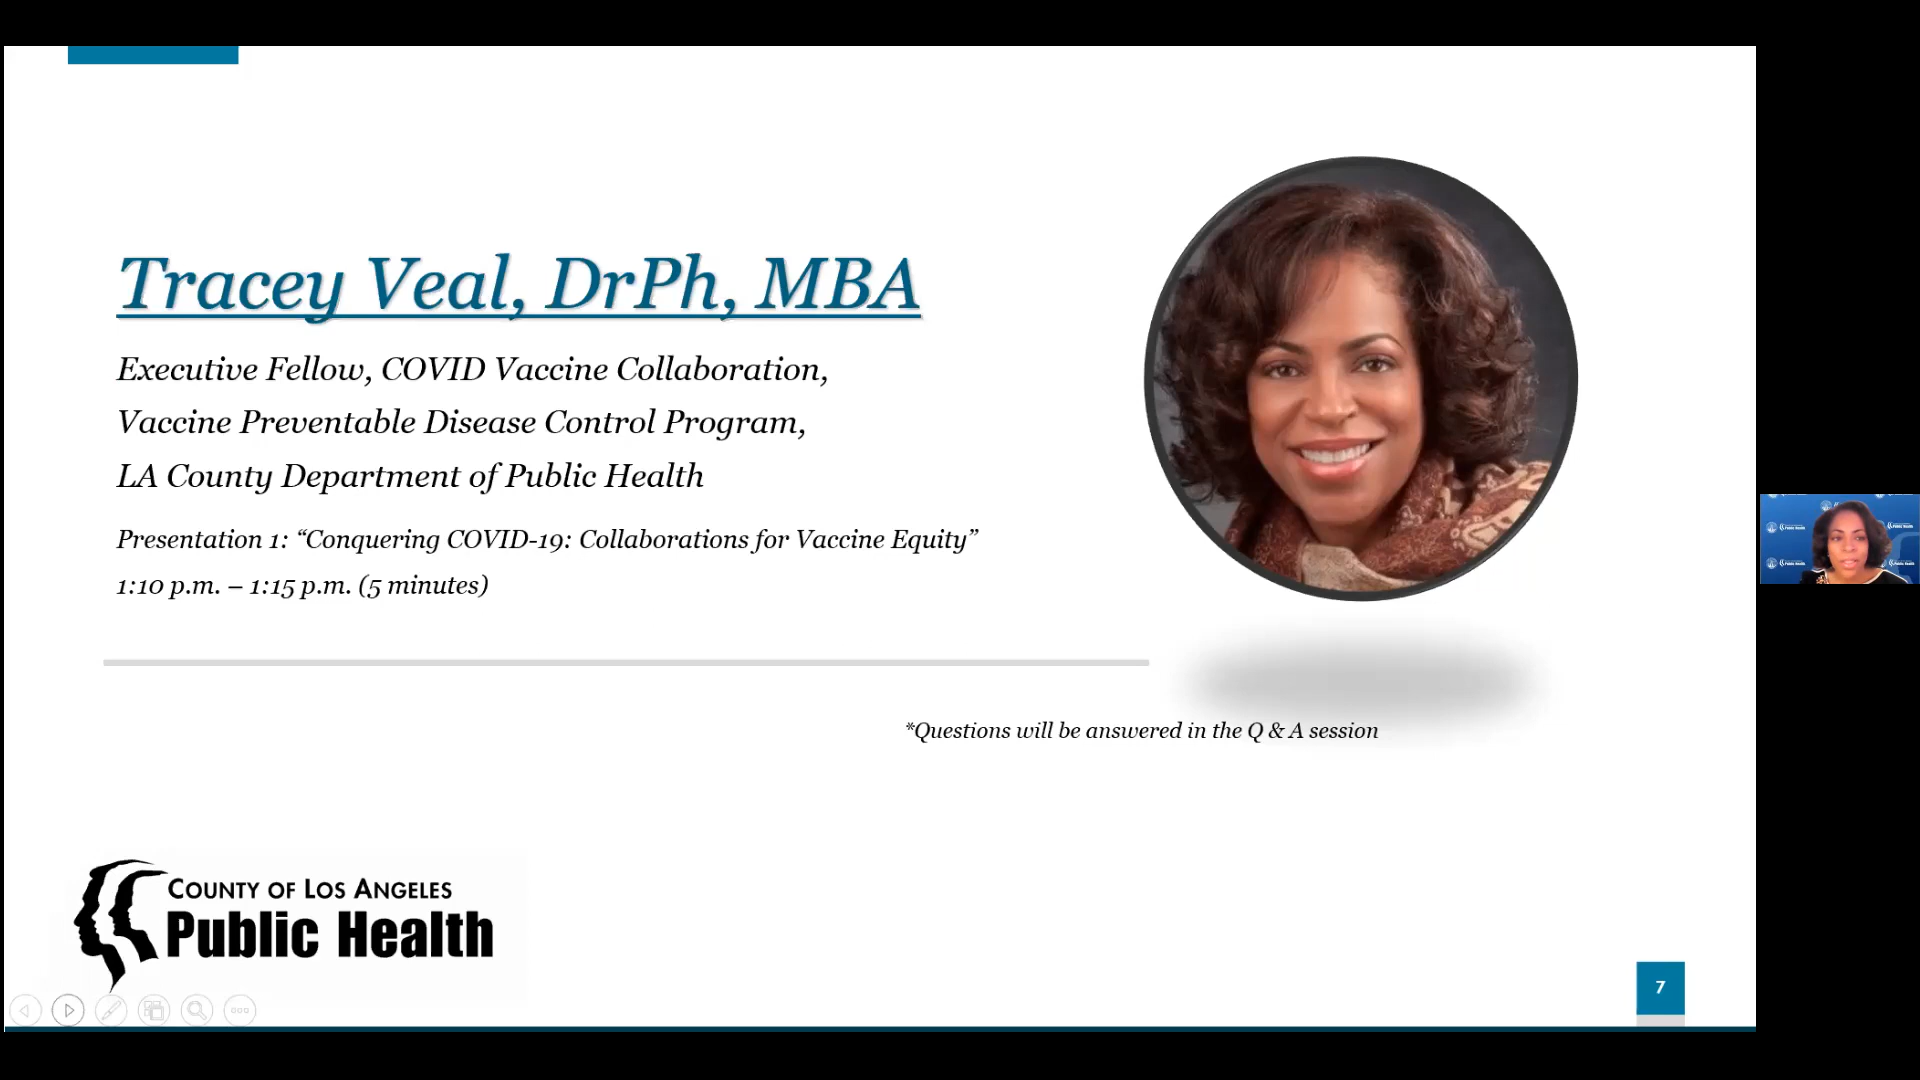 Tracey Veal, DrPh, MBA
Executive Fellow, COVID Vaccine Collaboration,
Vaccine Preventable Disease Control Program,
LA County Department of Public Health
Presentation 1: “Conquering COVID-19: Collaborations for Vaccine Equity”
1:10 p.m. – 1:15 p.m. (5 minutes)
*Questions will be answered in the Q & A session
COUNTY OF LOS ANGELES
Public Health
7